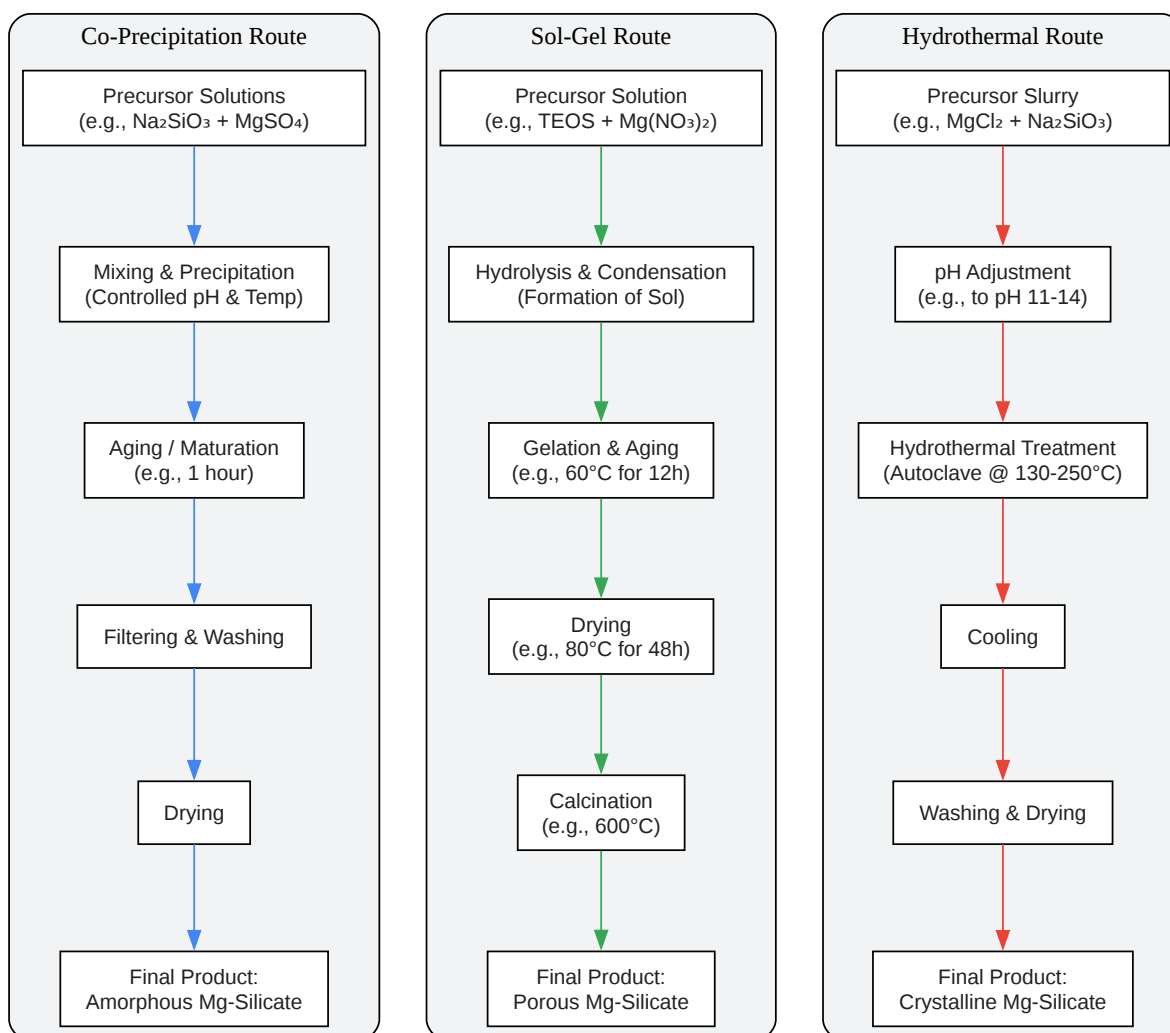 Co-Precipitation Route
Precursor Solutions
(e.g., Na₂SiO₃ + MgSO₄)
Mixing & Precipitation
(Controlled pH & Temp)
Aging / Maturation
(e.g., 1 hour)
Filtering & Washing
Drying
Final Product:
Amorphous Mg-Silicate
Sol-Gel Route
Precursor Solution
(e.g., TEOS + Mg(NO₃)₂)
Hydrolysis & Condensation
(Formation of Sol)
Gelation & Aging
(e.g., 60°C for 12h)
Drying
(e.g., 80°C for 48h)
Calcination
(e.g., 600°C)
Final Product:
Porous Mg-Silicate
Hydrothermal Route
Precursor Slurry
(e.g., MgCl₂ + Na₂SiO₃)
pH Adjustment
(e.g., to pH 11-14)
Hydrothermal Treatment
(Autoclave @ 130-250°C)
Cooling
Washing & Drying
Final Product:
Crystalline Mg-Silicate